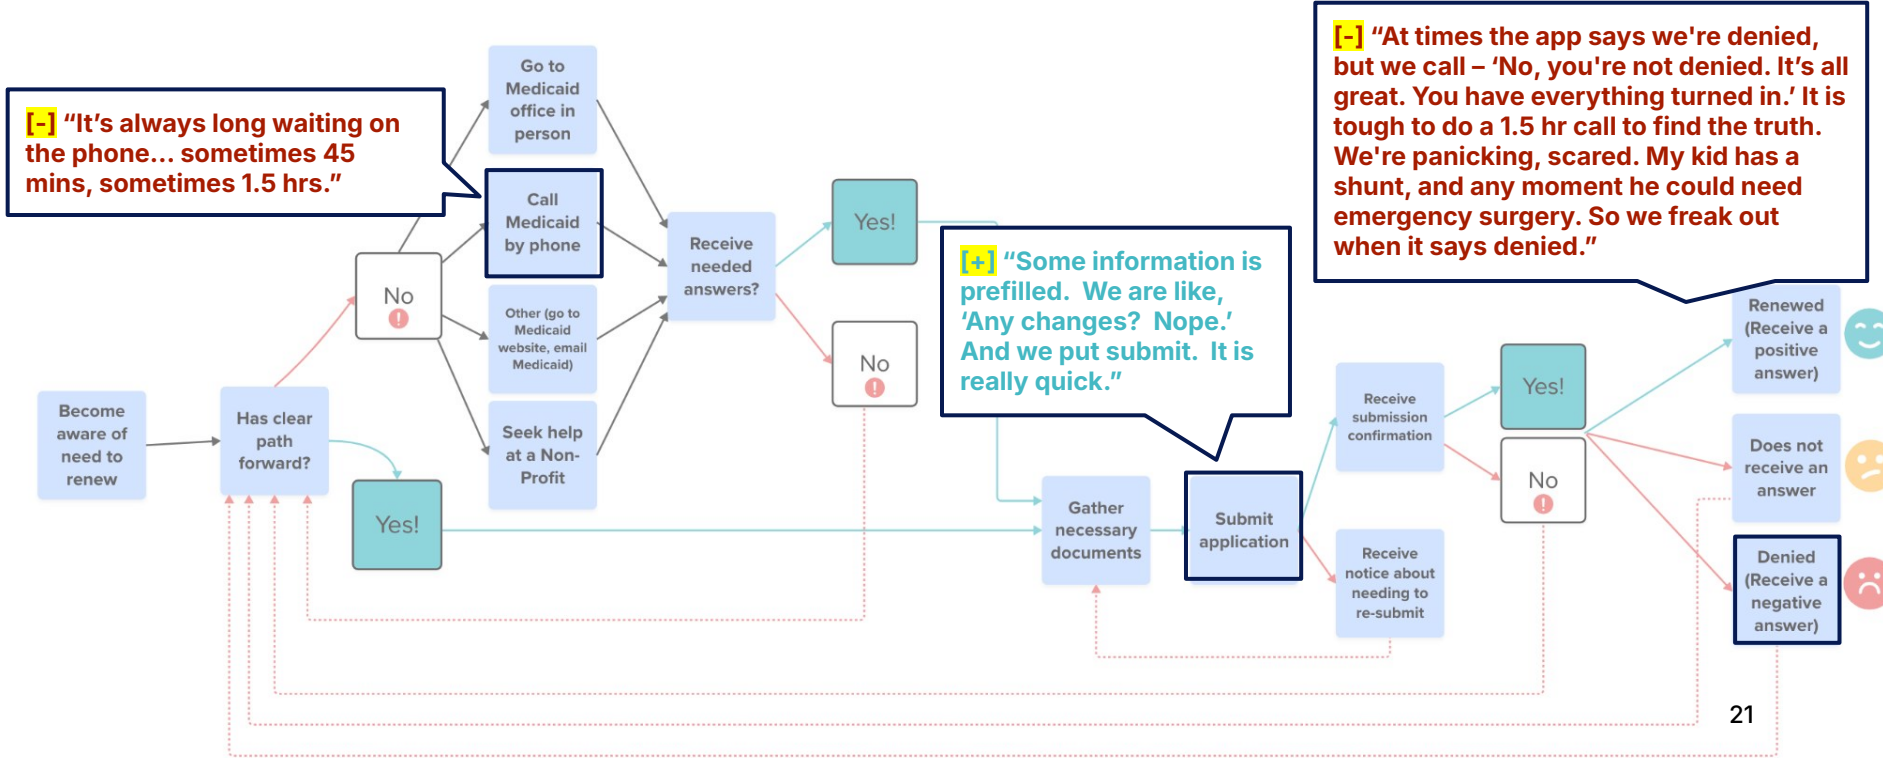 [-] “It’s always long waiting on
the phone... sometimes 45
mins, sometimes 1.5 hrs.”
Go to
Medicaid
office in
person
Call
Medicaid
by phone
Other (go to
Medicaid
website, email
Medicaid)
Seek help
at a Non-
Profit
Become
aware of
need to
renew
Has clear
path
forward?
No
Yes!
Receive
needed
answers?
Yes!
No
[+] “Some information is
prefilled. We are like,
‘Any changes? Nope.’
And we put submit. It is
really quick.”
Gather
necessary
documents
Submit
application
Receive
submission
confirmation
Receive
notice about
needing to
re-submit
Yes!
No
[-] “At times the app says we're denied,
but we call – ‘No, you're not denied. It’s all
great. You have everything turned in.’ It is
tough to do a 1.5 hr call to find the truth.
We're panicking, scared. My kid has a
shunt, and any moment he could need
emergency surgery. So we freak out
when it says denied.”
Renewed
(Receive a
positive
answer)
Does not
receive an
answer
Denied
(Receive a
negative
answer)
21